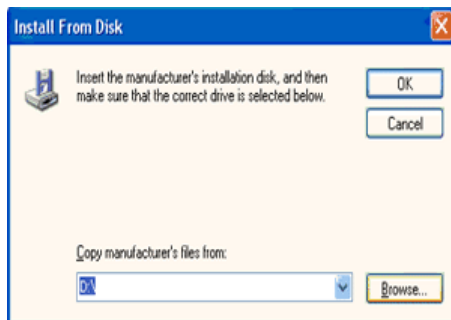 Install From Disk
Insert the manufacturer's installation disk, and then
make sure that the correct drive is selected below.
OK
Cancel
Copy manufacturer's files from:
D:\
Browse...